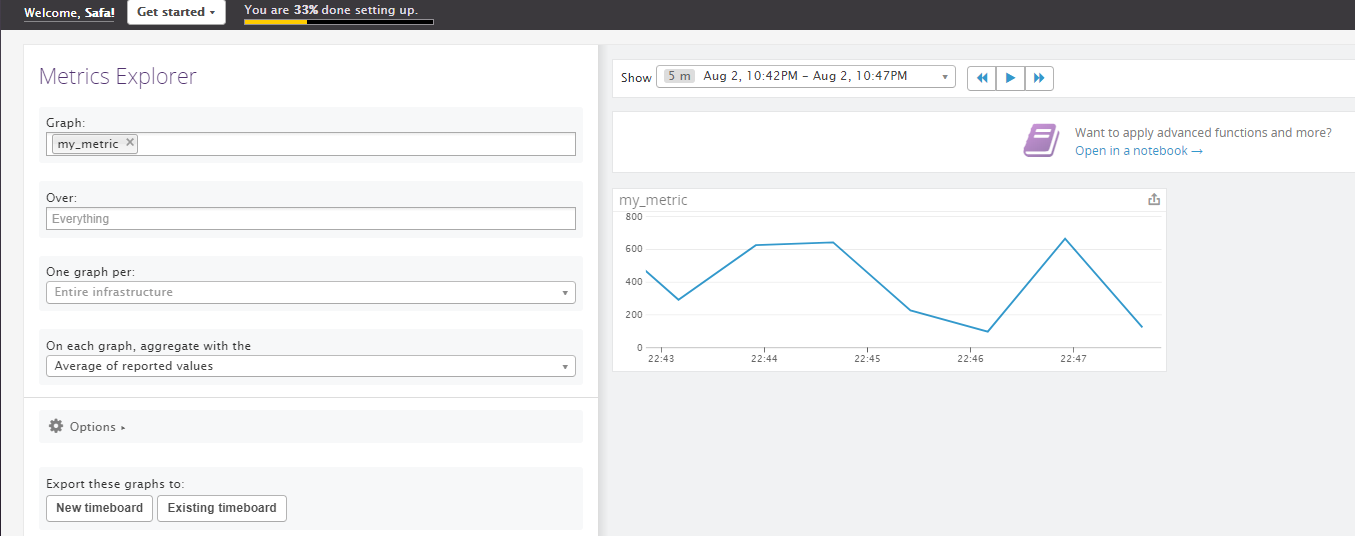 Welcome, Safa!
Get started
You are 33% done setting up.
Metrics Explorer
Graph:
my_metric ×
Over:
Everything
One graph per:
Entire infrastructure
On each graph, aggregate with the
Average of reported values
Options
Export these graphs to:
New timeboard
Existing timeboard
Show 5 m Aug 2, 10:42PM – Aug 2, 10:47PM
Want to apply advanced functions and more?
Open in a notebook →
my_metric
800
600
400
200
0
22:43 22:44 22:45 22:46 22:47